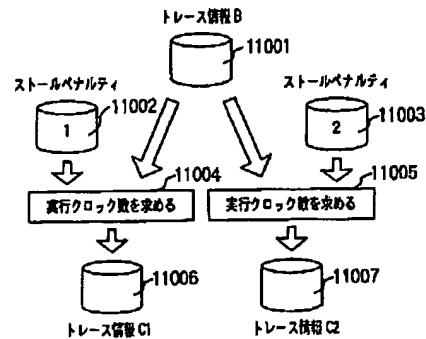 トレース情報B
11001
ストールペナルティ
ストールペナルティ
11002
11003
1
2
11004
11005
実行クロック数を求める
実行クロック数を求める
11006
11007
トレース情報C1
トレース情報C2